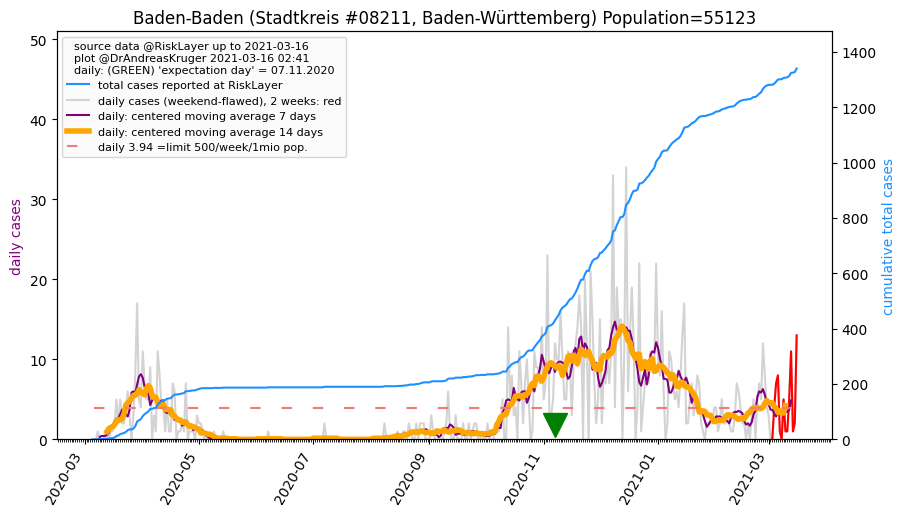 Baden-Baden (Stadtkreis #08211, Baden-Württemberg) Population=55123
source data @RiskLayer up to 2021-03-16
plot @DrAndreasKruger 2021-03-16 02:41
daily: (GREEN) 'expectation day' = 07.11.2020
total cases reported at RiskLayer
daily cases (weekend-flawed), 2 weeks: red
daily: centered moving average 7 days
daily: centered moving average 14 days
daily 3.94 =limit 500/week/1mio pop.
daily cases
50
40
30
20
10
0
cumulative total cases
1400
1200
1000
800
600
400
200
0
2020-03
2020-05
2020-07
2020-09
2020-11
2021-01
2021-03